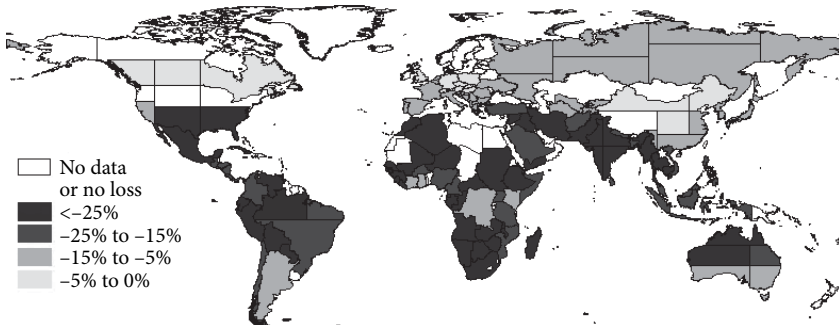 No data
or no loss
<–25%
–25% to –15%
–15% to –5%
–5% to 0%